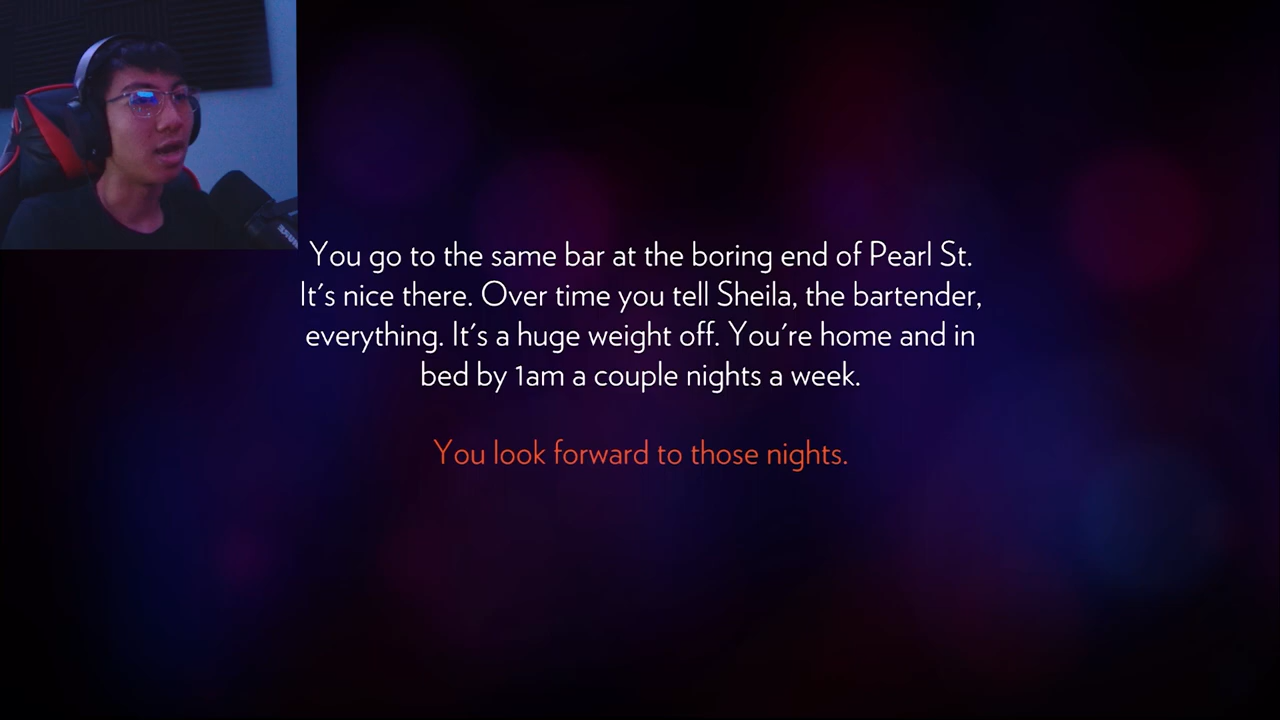 You go to the same bar at the boring end of Pearl St.
It's nice there. Over time you tell Sheila, the bartender,
everything. It's a huge weight off. You're home and in
bed by 1am a couple nights a week.
You look forward to those nights.